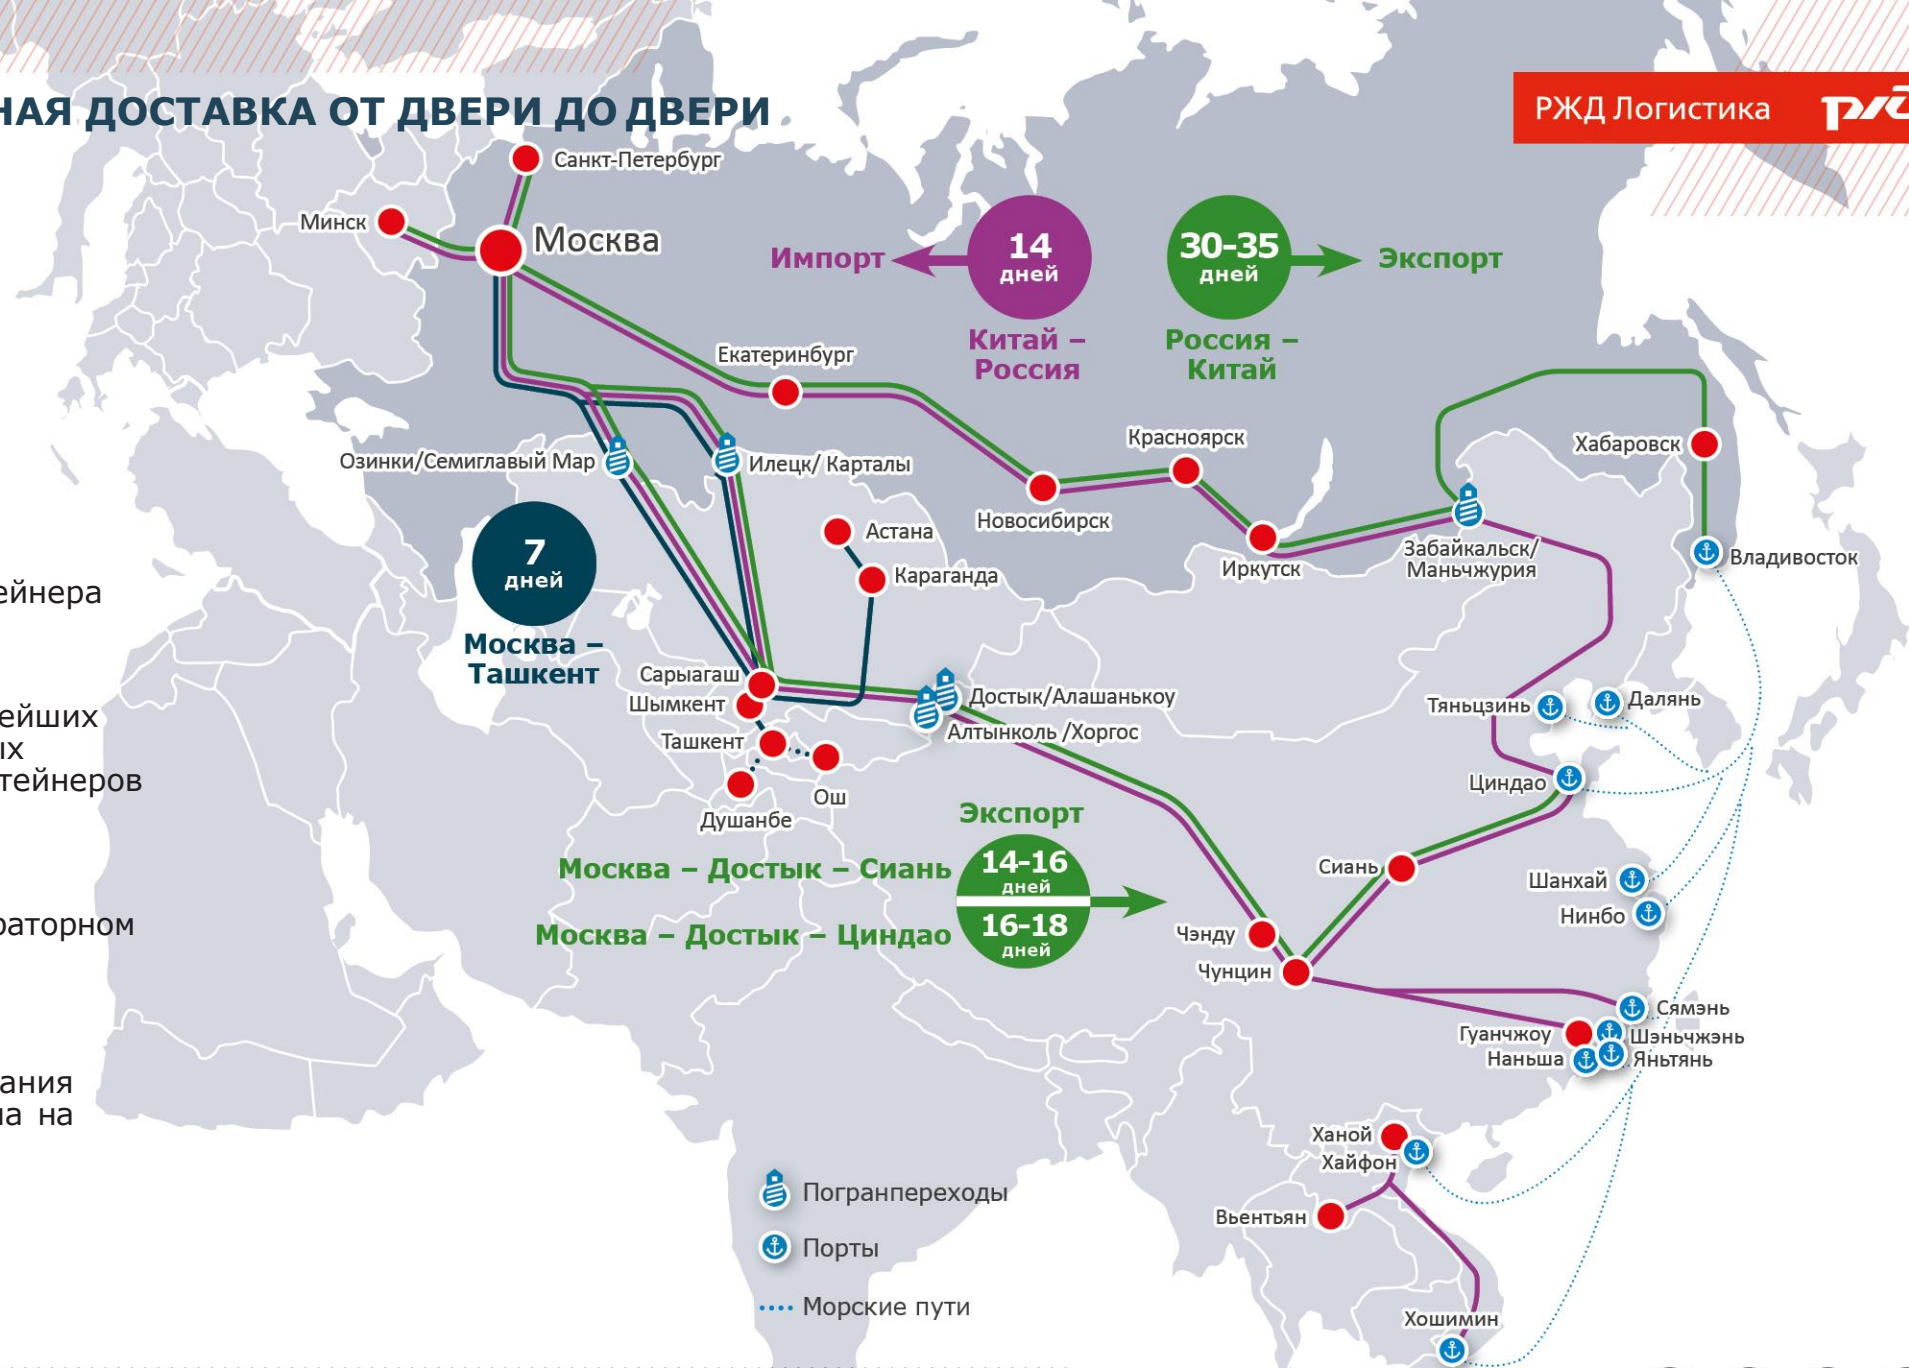 НАЯ ДОСТАВКА ОТ ДВЕРИ ДО ДВЕРИ
РЖД Логистика
Санкт-Петербург
Минск
Москва
Импорт
14
дней
Китай –
Россия
30-35
дней
Экспорт
Россия –
Китай
Екатеринбург
Красноярск
Хабаровск
Озинки/Семиглавый Мар
Илецк/ Карталы
Новосибирск
Астана
Забайкальск/
Маньчжурия
Иркутск
Владивосток
Караганда
7
дней
Москва –
Ташкент
ейнера
Сарыагаш
Шымкент
Достык/Алашанькоу
Алтынколь /Хоргос
Тяньцзинь
Далянь
нейших
ых
тейнеров
Ташкент
Ош
Душанбе
Циндао
Экспорт
Москва – Достык – Сиань
14-16
дней
Москва – Достык – Циндао
16-18
дней
Сиань
Шанхай
Нинбо
раторном
Чэнду
Чунцин
Сямэнь
Гуанчжоу
Шэньчжэнь
Наньша
Яньтянь
ания
на на
Ханой
Хайфон
Вьентьян
Хошимин
Погранпереходы
Порты
Морские пути